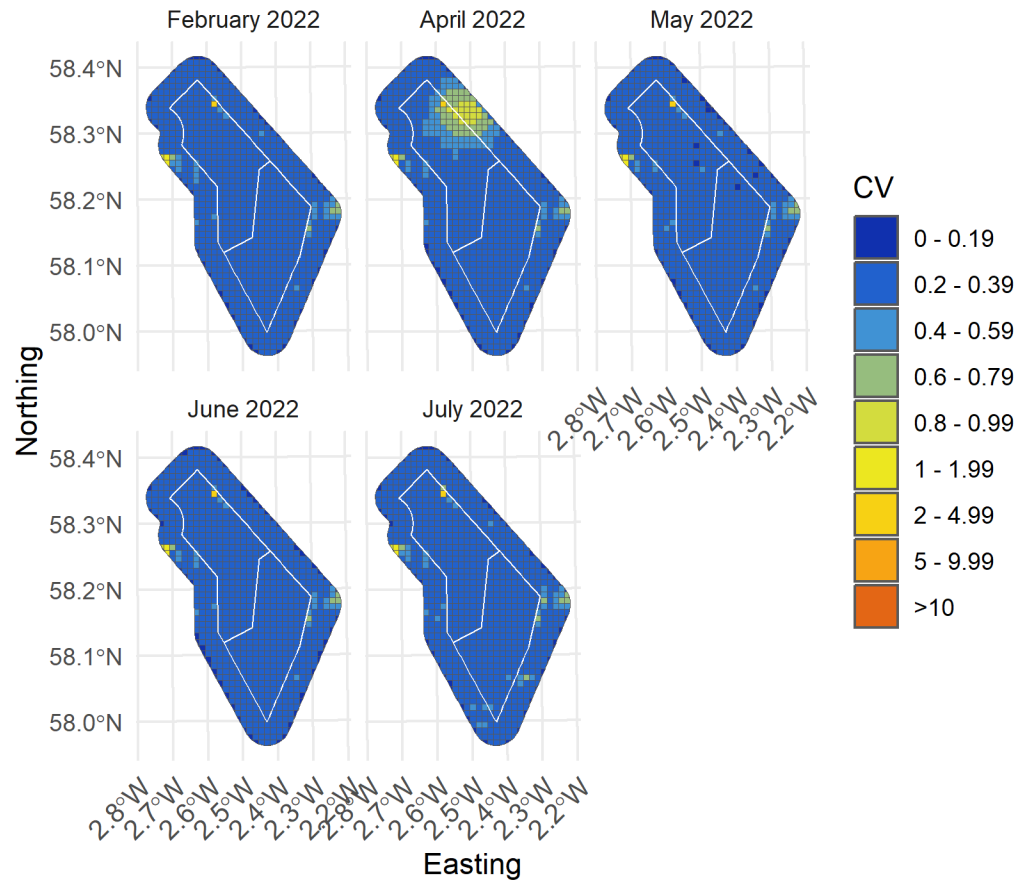 February 2022
April 2022
May 2022
58.4°N
58.3°N
58.2°N
58.1°N
58.0°N
2.8°W
2.7°W
2.6°W
2.5°W
2.4°W
2.3°W
2.2°W
June 2022
July 2022
58.4°N
58.3°N
58.2°N
58.1°N
58.0°N
2.8°W
2.7°W
2.6°W
2.5°W
2.4°W
2.3°W
2.2°W
2.8°W
2.7°W
2.6°W
2.5°W
2.4°W
2.3°W
2.2°W
Northing
Easting
CV
0 - 0.19
0.2 - 0.39
0.4 - 0.59
0.6 - 0.79
0.8 - 0.99
1 - 1.99
2 - 4.99
5 - 9.99
>10